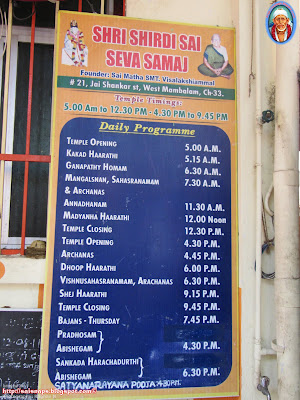 SHRI SHIRDI SAI
SEVA SAMAJ
Founder: Sai Matha SMT. Visalakshiammal
# 21, Jai Shankar st, West Mambalam, Ch-33.
Temple Timings:
5:00 Am to 12.30 PM - 4:30 PM to 9.45 PM
Daily Programme
TEMPLE OPENING 5.00 A.M.
KAKAD HAARATHI 5.15 A.M.
GANAPATHY HOMAM 6.30 A.M.
MANGALSNAN, SAHASRANAMAM 7.30 A.M.
& ARCHANAS
ANNADHANAM 11.30 A.M.
MADYANHA HAARATHI 12.00 Noon
TEMPLE CLOSING 12.30 P.M.
TEMPLE OPENING 4.30 P.M.
ARCHANAS 4.45 P.M.
DHOOP HAARATHI 6.00 P.M.
VISHNUSAHASRANAMAM, ARACHANAS 6.30 P.M.
SHEJ HAARATHI 9.15 P.M.
TEMPLE CLOSING 9.45 P.M.
BAJANS - THURSDAY 7.45 P.M.
PRADHOSAM
ABISHEGAM 4.30 P.M.
SANKADA HARACHADURTHI
ABISHEGAM 6.30 P.M.
SATYANARAYANA POOJA 4:30 P.M.